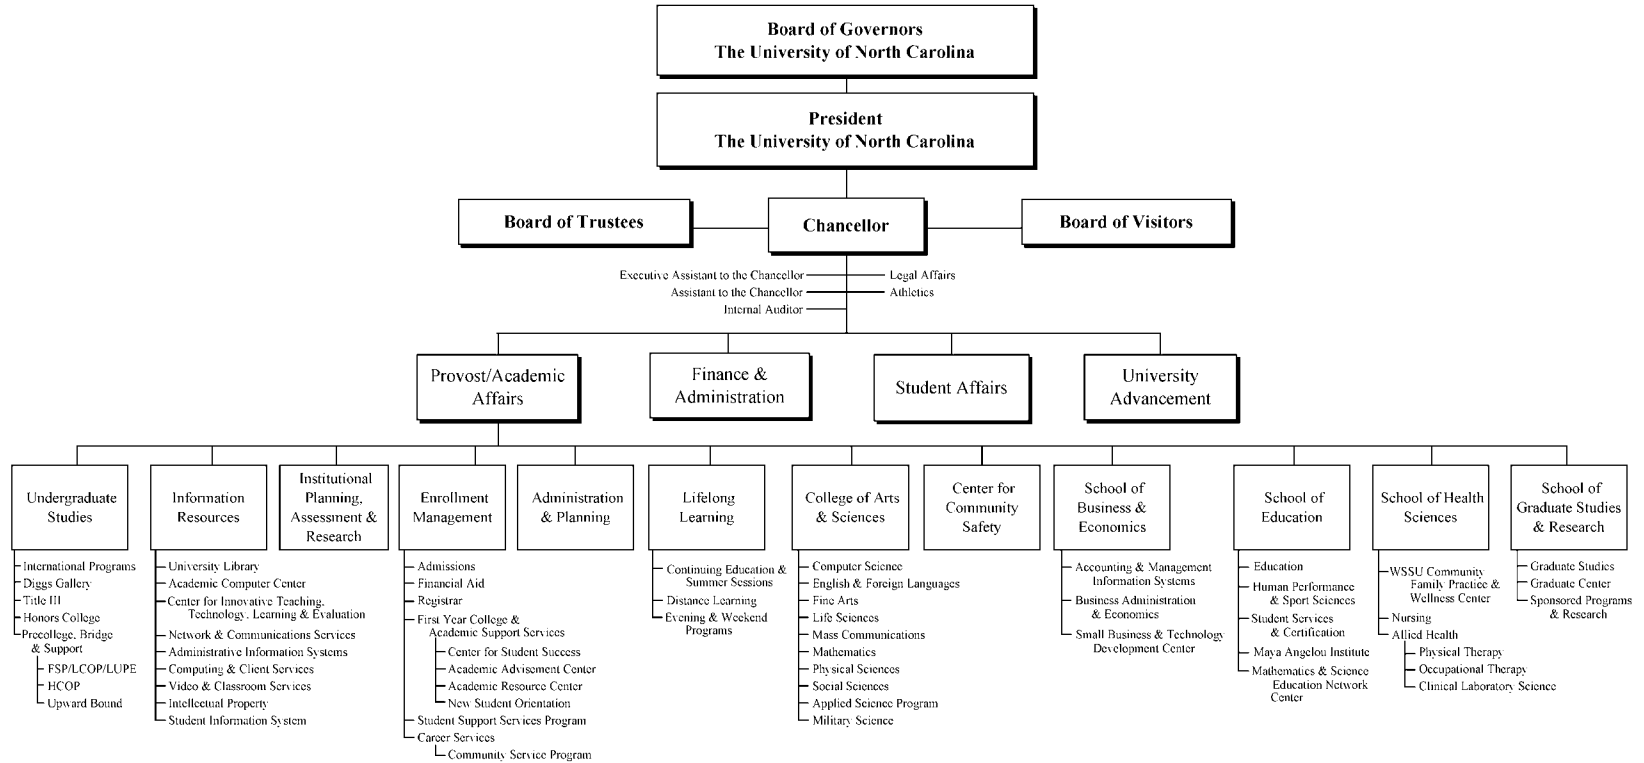 Board of Governors
The University of North Carolina
President
The University of North Carolina
Board of Trustees
Chancellor
Board of Visitors
Executive Assistant to the Chancellor
Legal Affairs
Assistant to the Chancellor
Athletics
Internal Auditor
Provost/Academic
Affairs
Finance &
Administration
Student Affairs
University
Advancement
Undergraduate
Studies
International Programs
Diggs Gallery
Title III
Honors College
Precollege, Bridge
& Support
FSP/LCOP/LUPE
HCOP
Upward Bound
Information
Resources
University Library
Academic Computer Center
Center for Innovative Teaching,
Technology, Learning & Evaluation
Network & Communications Services
Administrative Information Systems
Computing & Client Services
Video & Classroom Services
Intellectual Property
Student Information System
Institutional
Planning,
Assessment &
Research
Enrollment
Management
Admissions
Financial Aid
Registrar
First Year College &
Academic Support Services
Center for Student Success
Academic Advisement Center
Academic Resource Center
New Student Orientation
Student Support Services Program
Career Services
Community Service Program
Administration
& Planning
Lifelong
Learning
Continuing Education &
Summer Sessions
Distance Learning
Evening & Weekend
Programs
College of Arts
& Sciences
Computer Science
English & Foreign Languages
Fine Arts
Life Sciences
Mass Communications
Mathematics
Physical Sciences
Social Sciences
Applied Science Program
Military Science
Center for
Community
Safety
School of
Business &
Economics
Accounting & Management
Information Systems
Business Administration
& Economics
Small Business & Technology
Development Center
School of
Education
Education
Human Performance
& Sport Sciences
Student Services
& Certification
Maya Angelou Institute
Mathematics & Science
Education Network
Center
School of Health
Sciences
WSSU Community
Family Practice &
Wellness Center
Nursing
Allied Health
Physical Therapy
Occupational Therapy
Clinical Laboratory Science
School of
Graduate Studies
& Research
Graduate Studies
Graduate Center
Sponsored Programs
& Research